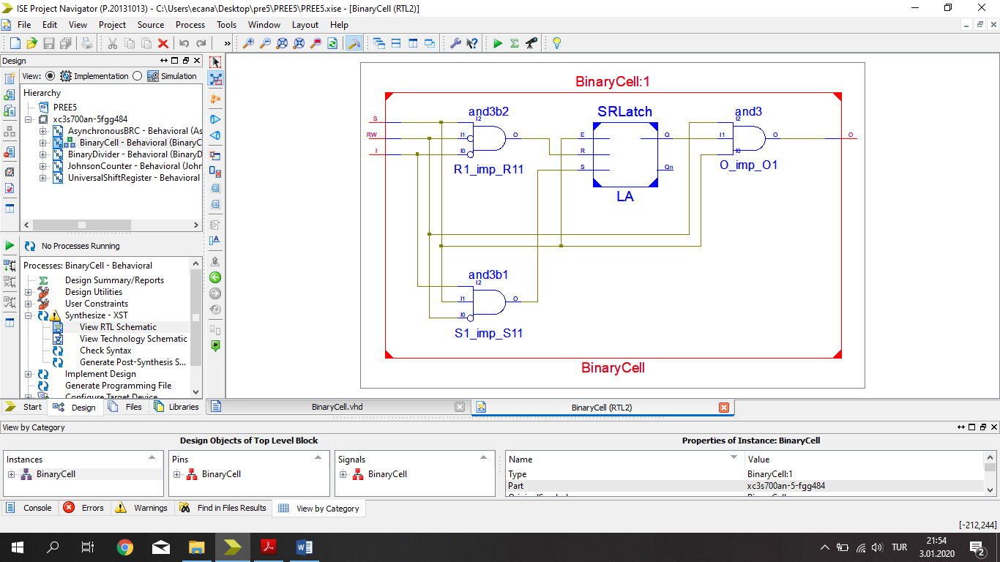 ISE Project Navigator (P.20131013) - C:\Users\ecana\Desktop\pre5\PREE5\PREE5.xise - [BinaryCell (RTL2)]
File Edit View Project Source Process Tools Window Layout Help
»
Design
View: Implementation Simulation
Hierarchy
PREE5
xc3s700an-5fgg484
AsynchronousBRC - Behavioral (As
BinaryCell - Behavioral (BinaryC
BinaryDivider - Behavioral (BinaryD
JohnsonCounter - Behavioral (John
UniversalShiftRegister - Behavioral
No Processes Running
Processes: BinaryCell - Behavioral
Design Summary/Reports
Design Utilities
User Constraints
Synthesize - XST
View RTL Schematic
View Technology Schematic
Check Syntax
Generate Post-Synthesis S...
Implement Design
Generate Programming File
Configure Target Device
Start Design Files Libraries
BinaryCell:1
S
RW
I
and3b2
I2
I1
I0
O
R1_imp_R11
SRLatch
E
R
S
Q
Qn
LA
and3
I2
I1
I0
O
O_imp_O1
O
and3b1
I2
I1
I0
O
S1_imp_S11
BinaryCell
BinaryCell.vhd BinaryCell (RTL2)
View by Category
Design Objects of Top Level Block Properties of Instance: BinaryCell
Instances Pins Signals Name Value
BinaryCell BinaryCell BinaryCell Type BinaryCell:1
Part xc3s700an-5-fgg484
Console Errors Warnings Find in Files Results View by Category
[-212,244]
TUR
21:54
3.01.2020
2